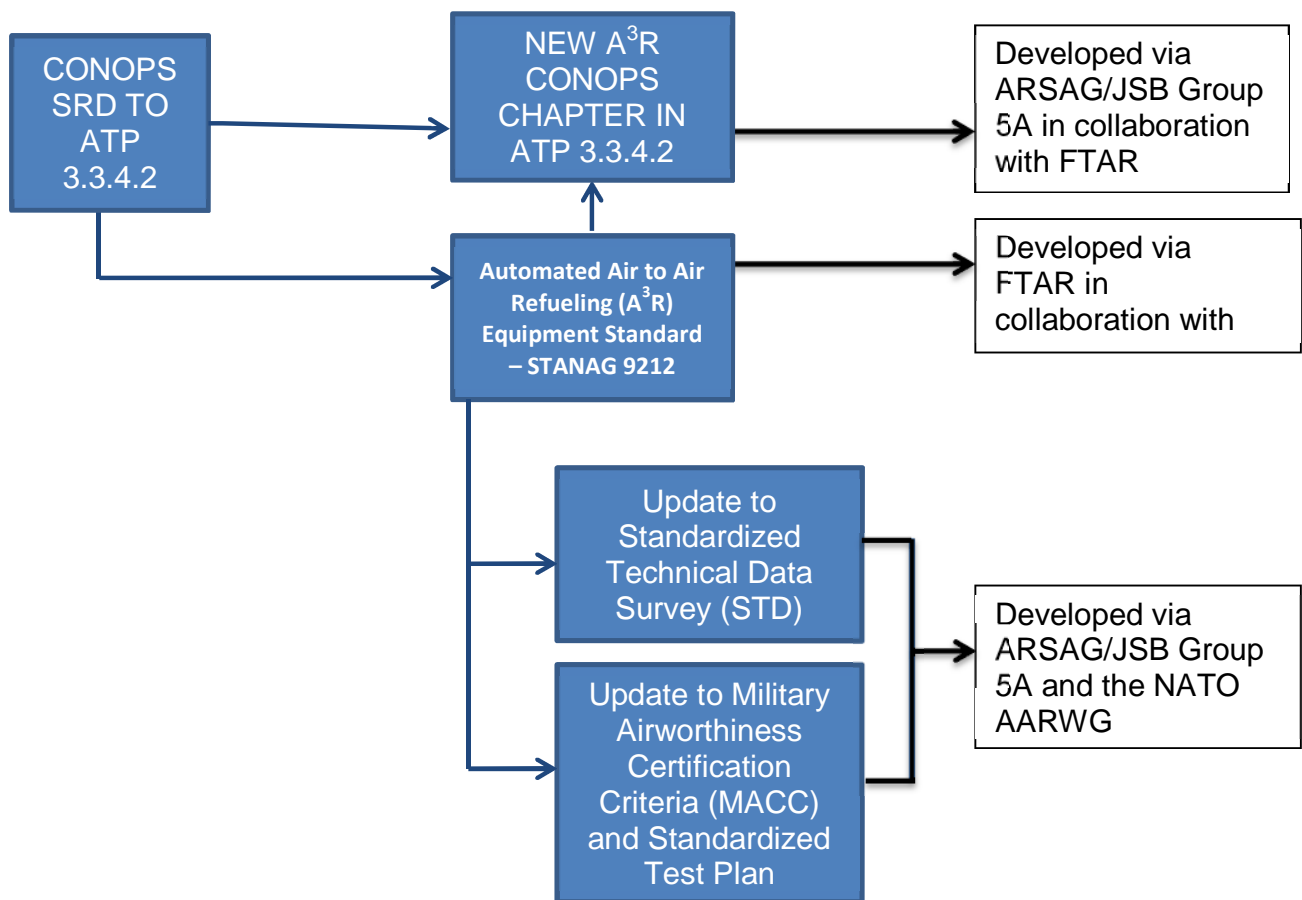 CONOPS
SRD TO
ATP
3.3.4.2
NEW A³R
CONOPS
CHAPTER IN
ATP 3.3.4.2
Developed via
ARSAG/JSB Group
5A in collaboration
with FTAR
Automated Air to Air
Refueling (A³R)
Equipment Standard
– STANAG 9212
Developed via
FTAR in
collaboration with
Update to
Standardized
Technical Data
Survey (STD)
Update to Military
Airworthiness
Certification
Criteria (MACC)
and Standardized
Test Plan
Developed via
ARSAG/JSB Group
5A and the NATO
AARWG